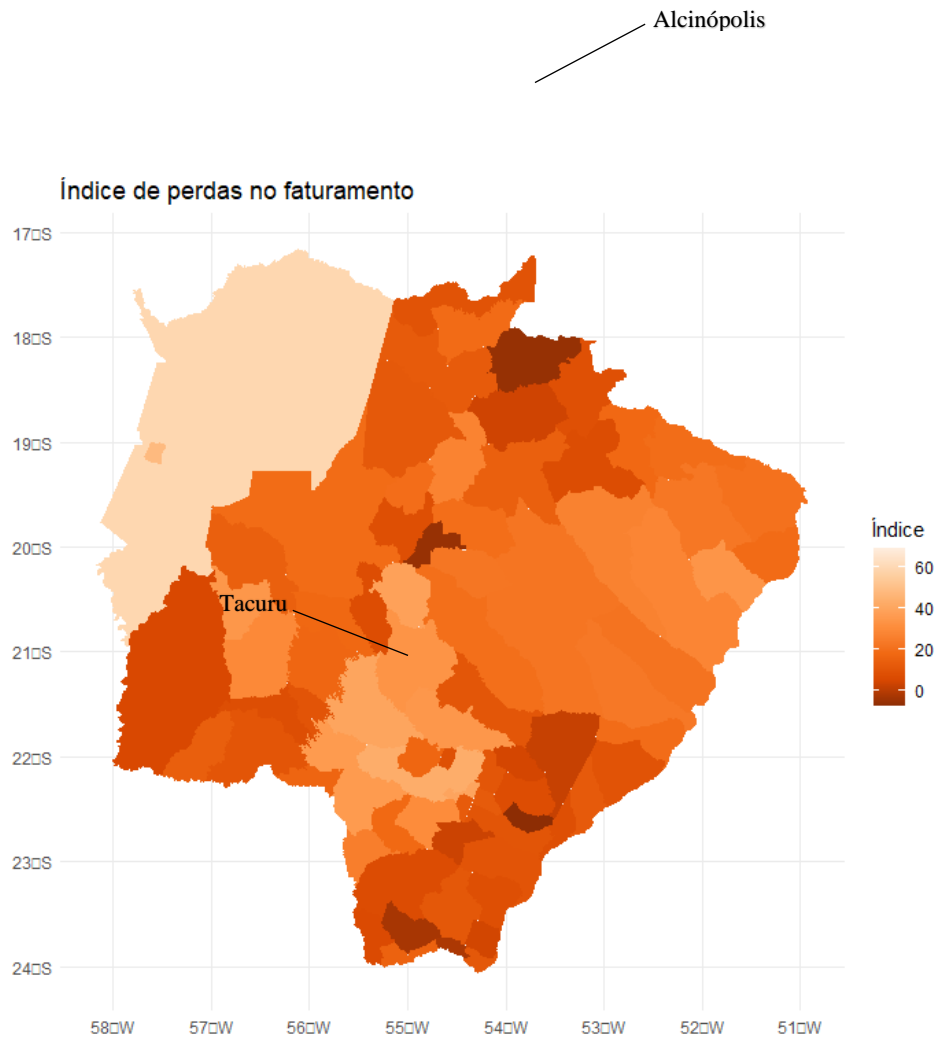 Alcinópolis
Índice de perdas no faturamento
17□S
18□S
19□S
20□S
21□S
22□S
23□S
24□S
Tacuru
Índice
60
40
20
0
58□W 57□W 56□W 55□W 54□W 53□W 52□W 51□W